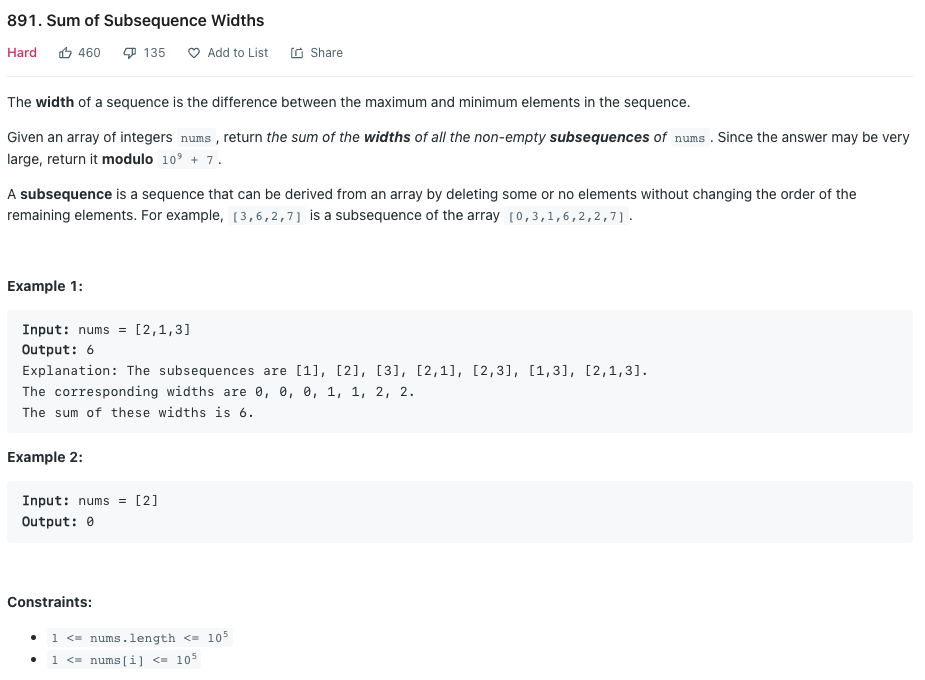 891. Sum of Subsequence Widths
Hard 460 135 Add to List Share
The width of a sequence is the difference between the maximum and minimum elements in the sequence.
Given an array of integers nums , return the sum of the widths of all the non-empty subsequences of nums . Since the answer may be very
large, return it modulo 10⁹ + 7 .
A subsequence is a sequence that can be derived from an array by deleting some or no elements without changing the order of the
remaining elements. For example, [3,6,2,7] is a subsequence of the array [0,3,1,6,2,2,7] .
Example 1:
Input: nums = [2,1,3]
Output: 6
Explanation: The subsequences are [1], [2], [3], [2,1], [2,3], [1,3], [2,1,3].
The corresponding widths are 0, 0, 0, 1, 1, 2, 2.
The sum of these widths is 6.
Example 2:
Input: nums = [2]
Output: 0
Constraints:
• 1 <= nums.length <= 10⁵
• 1 <= nums[i] <= 10⁵